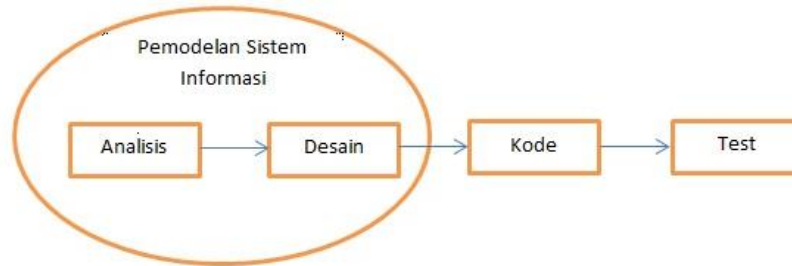 Pemodelan Sistem
Informasi
Analisis
Desain
Kode
Test